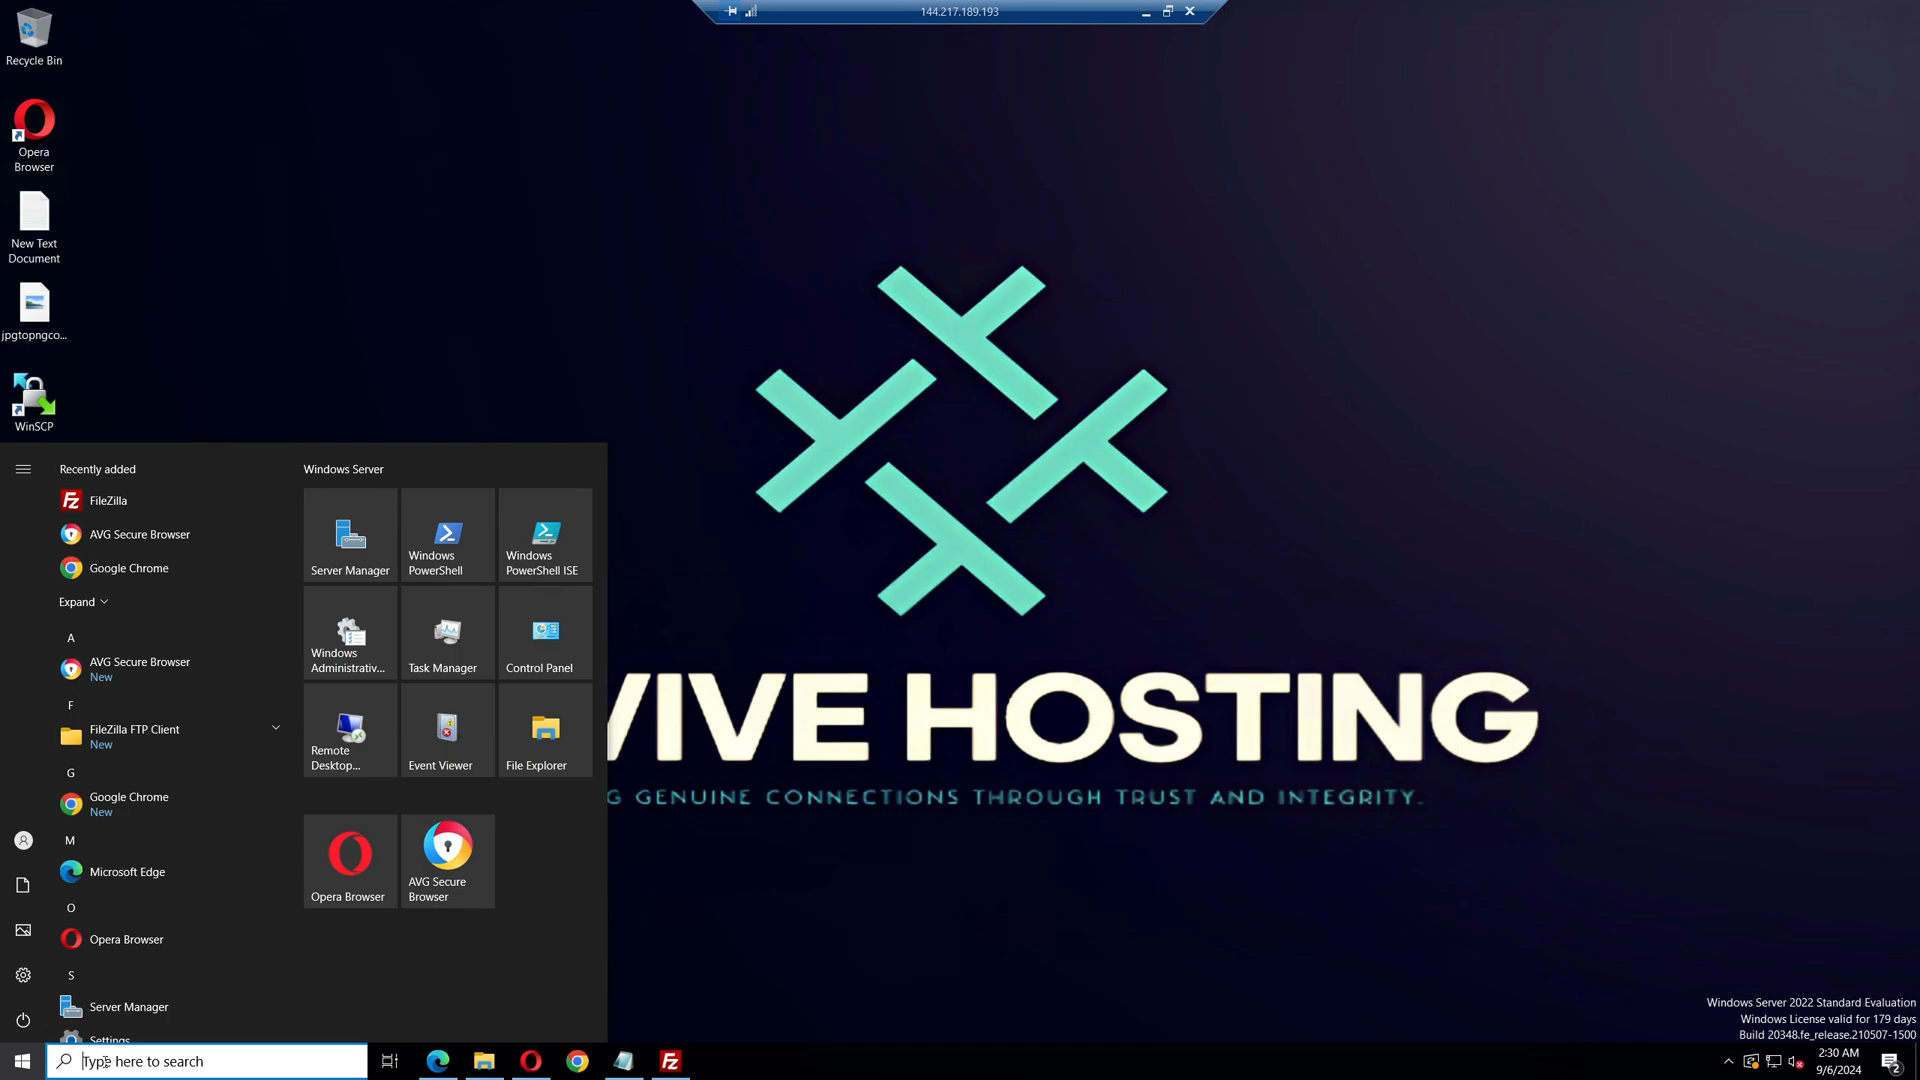 144.217.189.193
Recycle Bin
Opera
Browser
New Text
Document
jpgtopngco...
WinSCP
Recently added
FileZilla
AVG Secure Browser
Google Chrome
Expand
A
AVG Secure Browser
New
F
FileZilla FTP Client
New
G
Google Chrome
New
M
Microsoft Edge
O
Opera Browser
S
Server Manager
Settings
Windows Server
Server Manager
Windows
PowerShell
Windows
PowerShell ISE
Windows
Administrativ...
Task Manager
Control Panel
Remote
Desktop...
Event Viewer
File Explorer
Opera Browser
AVG Secure
Browser
VIVE HOSTING
G GENUINE CONNECTIONS THROUGH TRUST AND INTEGRITY.
Windows Server 2022 Standard Evaluation
Windows License valid for 179 days
Build 20348.fe_release.210507-1500
Type here to search
2:30 AM
9/6/2024
2